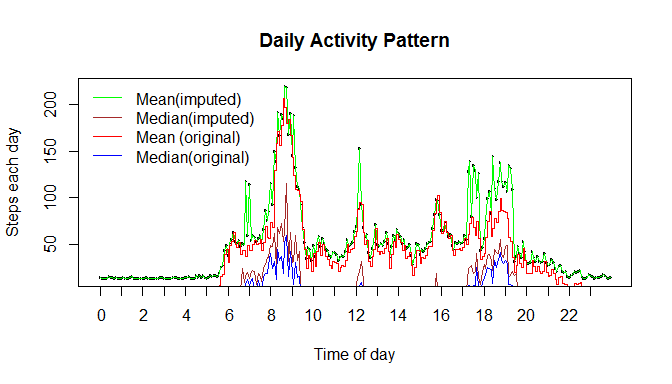 Daily Activity Pattern
Mean(imputed)
Median(imputed)
Mean (original)
Median(original)
Steps each day
50 100 150 200
0 2 4 6 8 10 12 14 16 18 20 22
Time of day